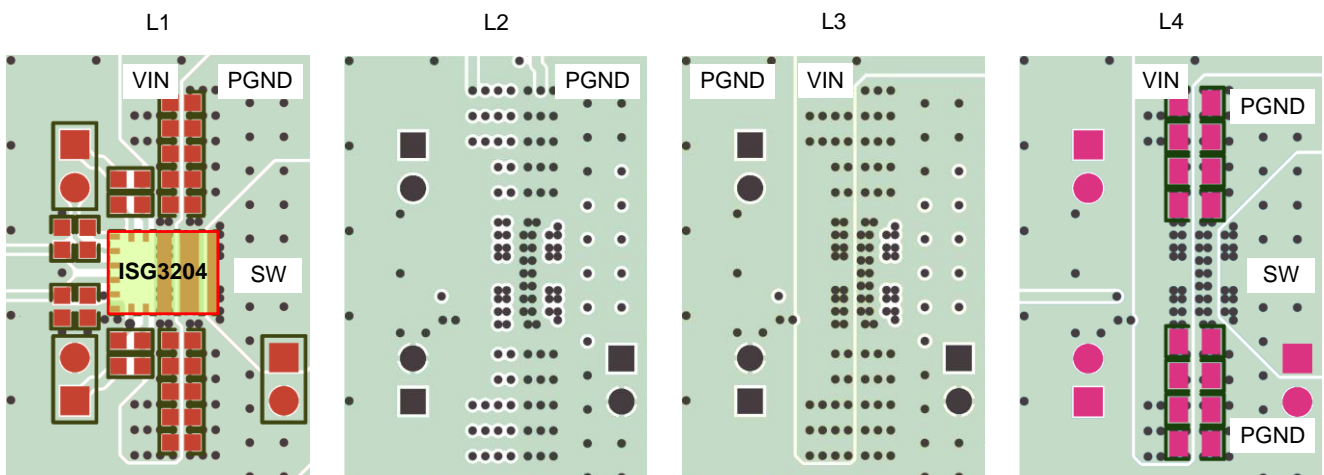 L1
L2
L3
L4
VIN
PGND
PGND
PGND
VIN
VIN
PGND
ISG3204
SW
SW
PGND